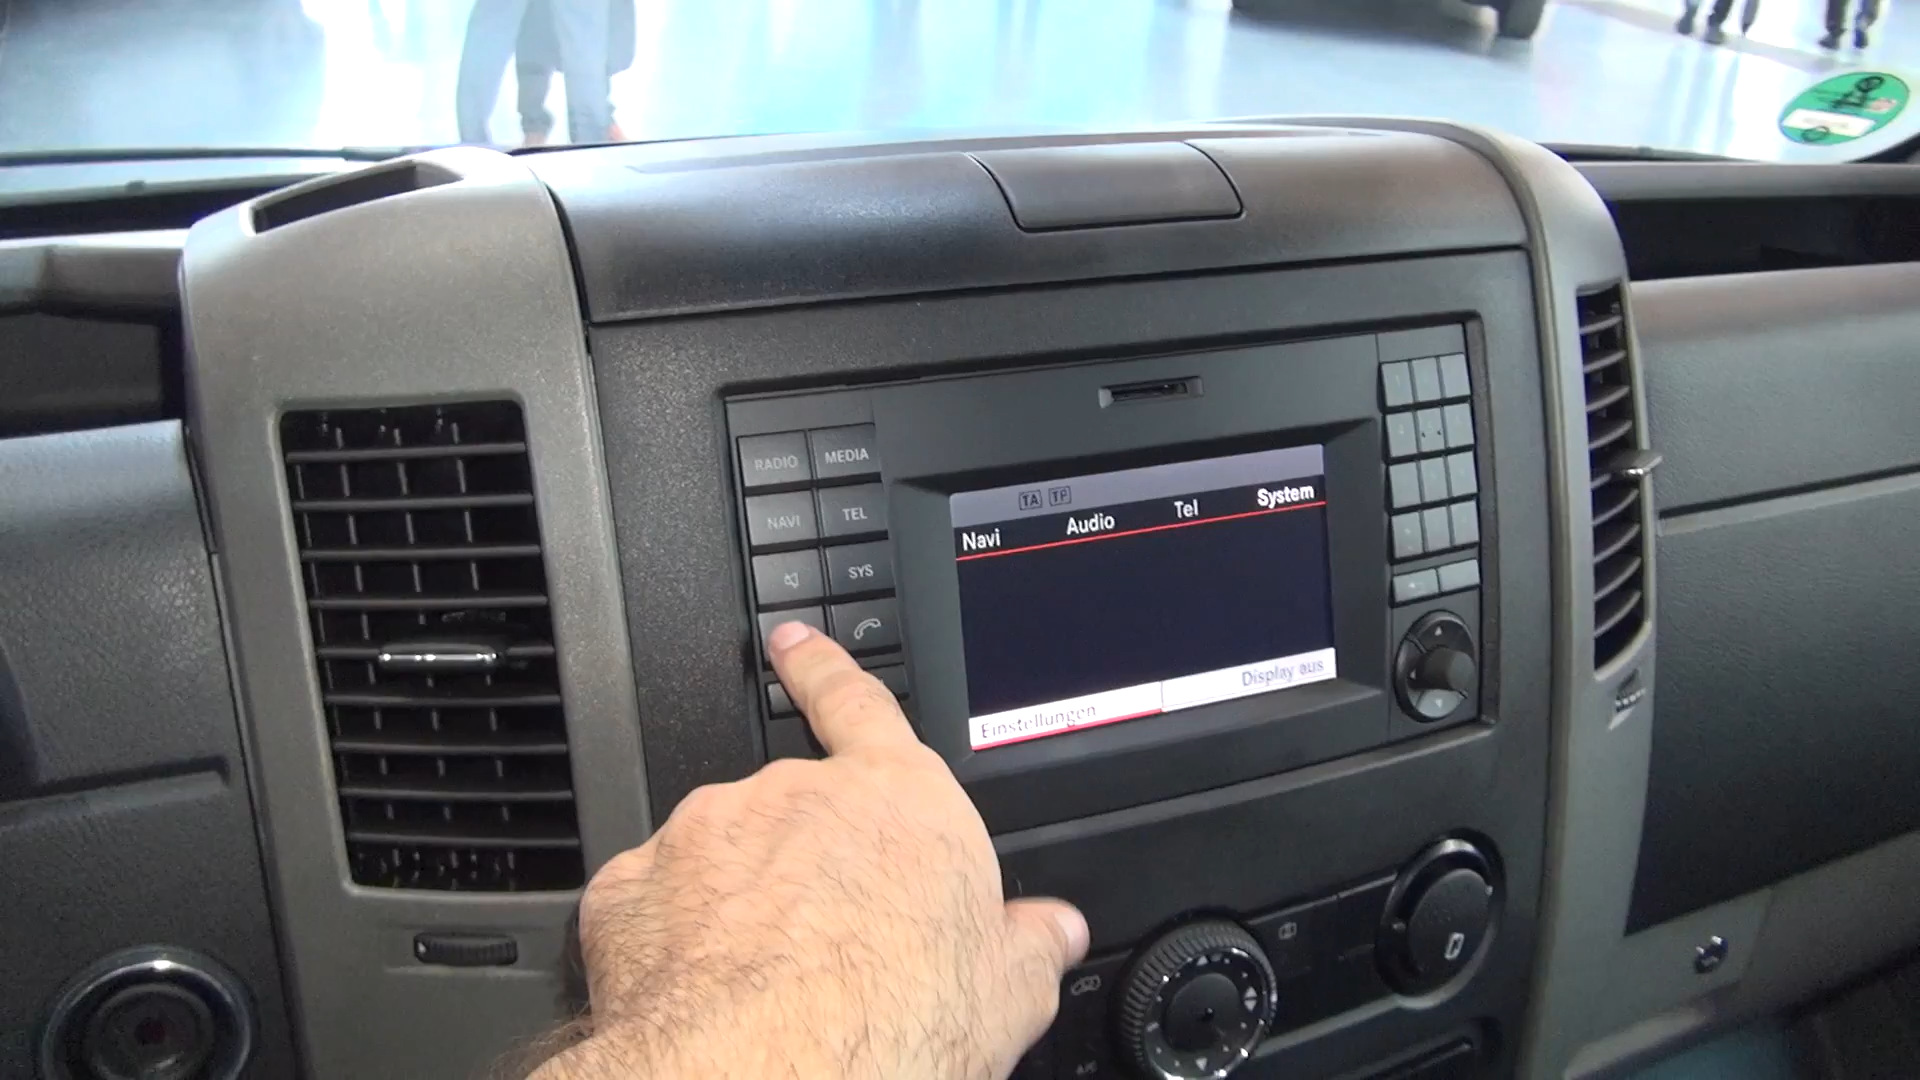 RADIO MEDIA
NAVI TEL
SYS
TA TP
Navi Audio Tel System
Einstellungen Display aus